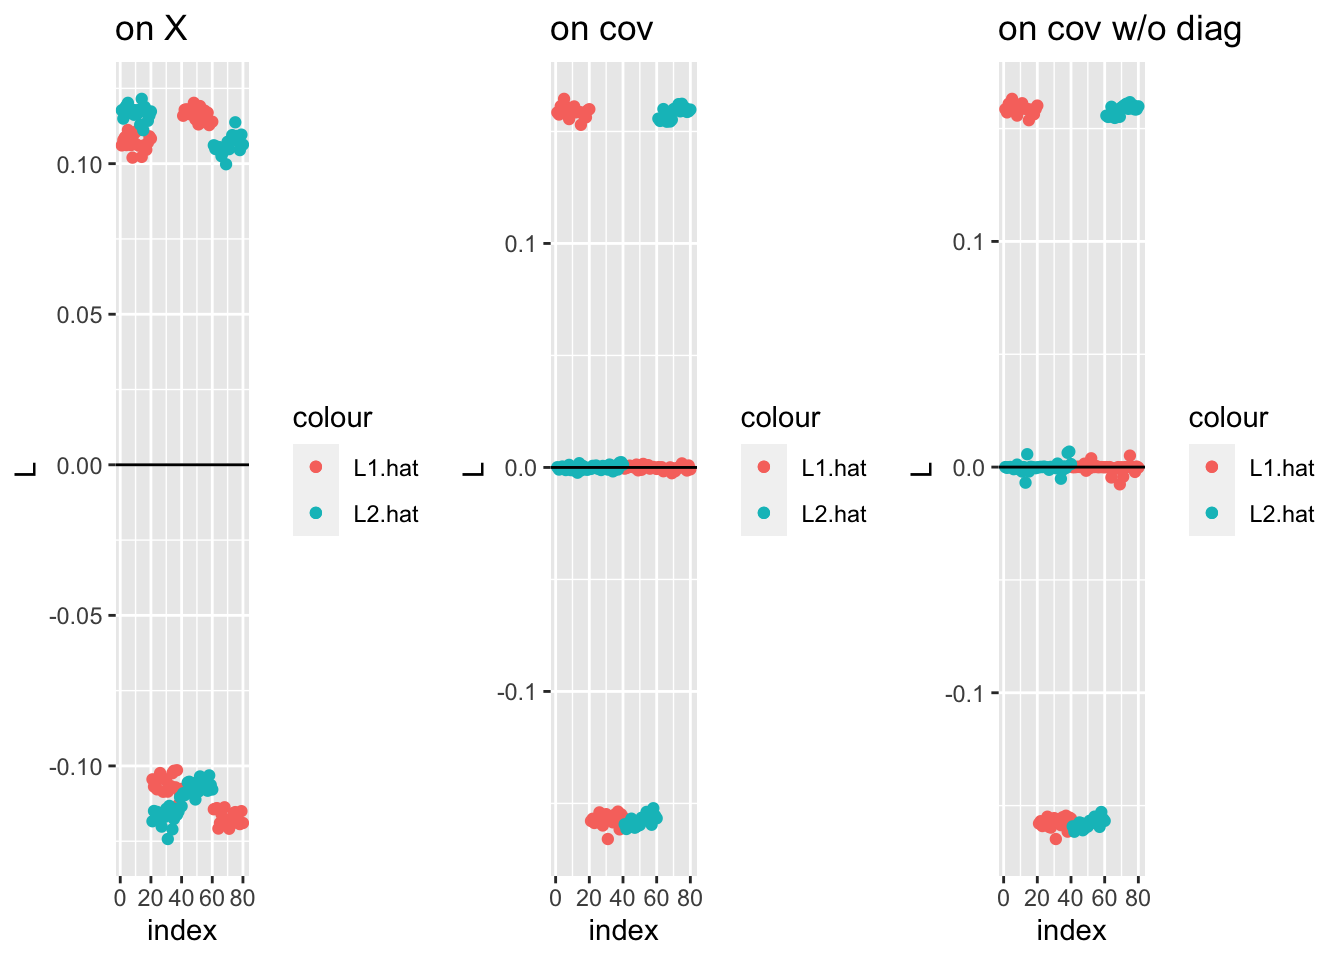 on X
0.10
0.05
0.00
-0.05
-0.10
L
0 20 40 60 80
index
colour
L1.hat
L2.hat
on cov
0.1
0.0
-0.1
L
0 20 40 60 80
index
colour
L1.hat
L2.hat
on cov w/o diag
0.1
0.0
-0.1
L
0 20 40 60 80
index
colour
L1.hat
L2.hat